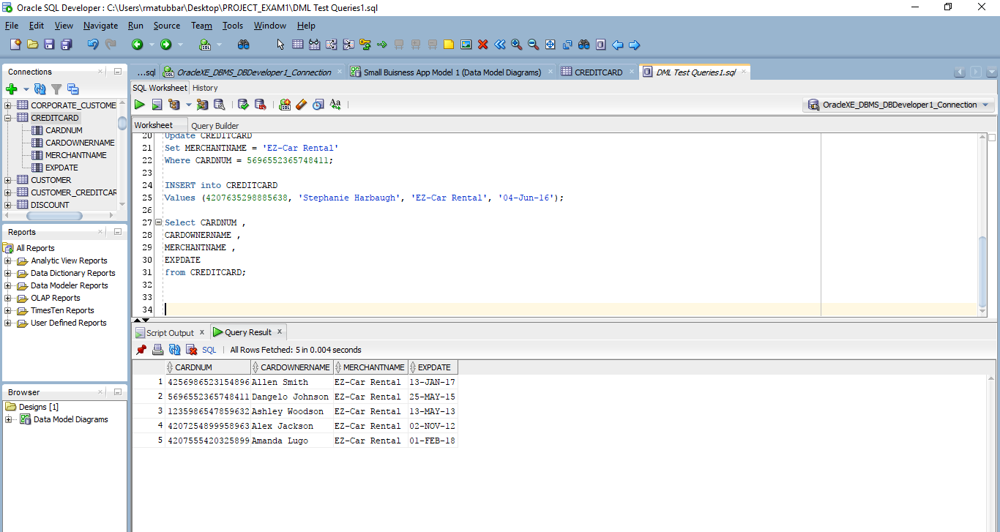 Oracle SQL Developer : C:\Users\rmatubbar\Desktop\PROJECT_EXAM1\DML Test Queries1.sql
File Edit View Navigate Run Source Team Tools Window Help
Connections
CORPORATE_CUSTOME
CREDITCARD
CARDNUM
CARDOWNERNAME
MERCHANTNAME
EXPDATE
CUSTOMER
CUSTOMER_CREDITCAR
DISCOUNT
Reports
All Reports
Analytic View Reports
Data Dictionary Reports
Data Modeler Reports
OLAP Reports
TimesTen Reports
User Defined Reports
Browser
Designs [1]
Data Model Diagrams
...sql OracleXE_DBMS_DBDeveloper1_Connection Small Buisness App Model 1 (Data Model Diagrams) CREDITCARD DML Test Queries1.sql
SQL Worksheet History
OracleXE_DBMS_DBDeveloper1_Connection
Worksheet Query Builder
20 Update CREDITCARD
21 Set MERCHANTNAME = 'EZ-Car Rental'
22 Where CARDNUM = 5696552365748411;
23
24 INSERT into CREDITCARD
25 Values (4207635298885638, 'Stephanie Harbaugh', 'EZ-Car Rental', '04-Jun-16');
26
27 Select CARDNUM ,
28 CARDOWNERNAME ,
29 MERCHANTNAME ,
30 EXPDATE
31 from CREDITCARD;
32
33
34
Script Output Query Result
SQL All Rows Fetched: 5 in 0.004 seconds
CARDNUM CARDOWNERNAME MERCHANTNAME EXPDATE
1 4256986523154896 Allen Smith EZ-Car Rental 13-JAN-17
2 5696552365748411 Dangelo Johnson EZ-Car Rental 25-MAY-15
3 1235986547859632 Ashley Woodson EZ-Car Rental 13-MAY-13
4 4207254899958963 Alex Jackson EZ-Car Rental 02-NOV-12
5 4207555420325899 Amanda Lugo EZ-Car Rental 01-FEB-18